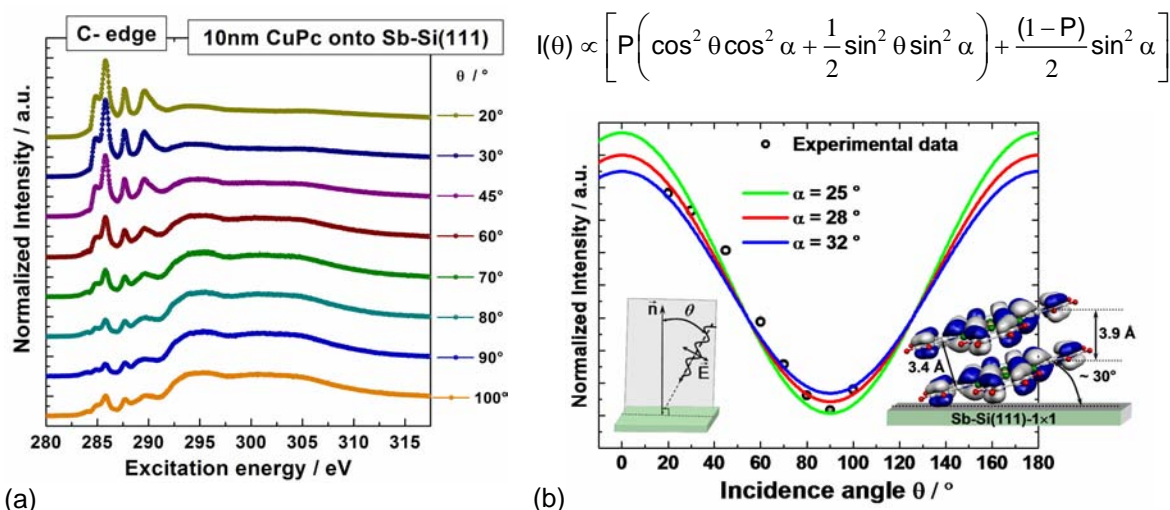 C- edge
10nm CuPc onto Sb-Si(111)
θ / °
20°
30°
45°
60°
70°
80°
90°
100°
Normalized Intensity / a.u.
280 285 290 295 300 305 310 315
Excitation energy / eV
(a)
I(θ) ∝ [ P ( cos² θ cos² α + 1/2 sin² θ sin² α ) + (1 − P)/2 sin² α ]
Experimental data
α = 25 °
α = 28 °
α = 32 °
Normalized Intensity / a.u.
n⃗
θ
E⃗
3.9 Å
3.4 Å
~ 30°
Sb-Si(111)-1×1
0 20 40 60 80 100 120 140 160 180
Incidence angle θ / °
(b)